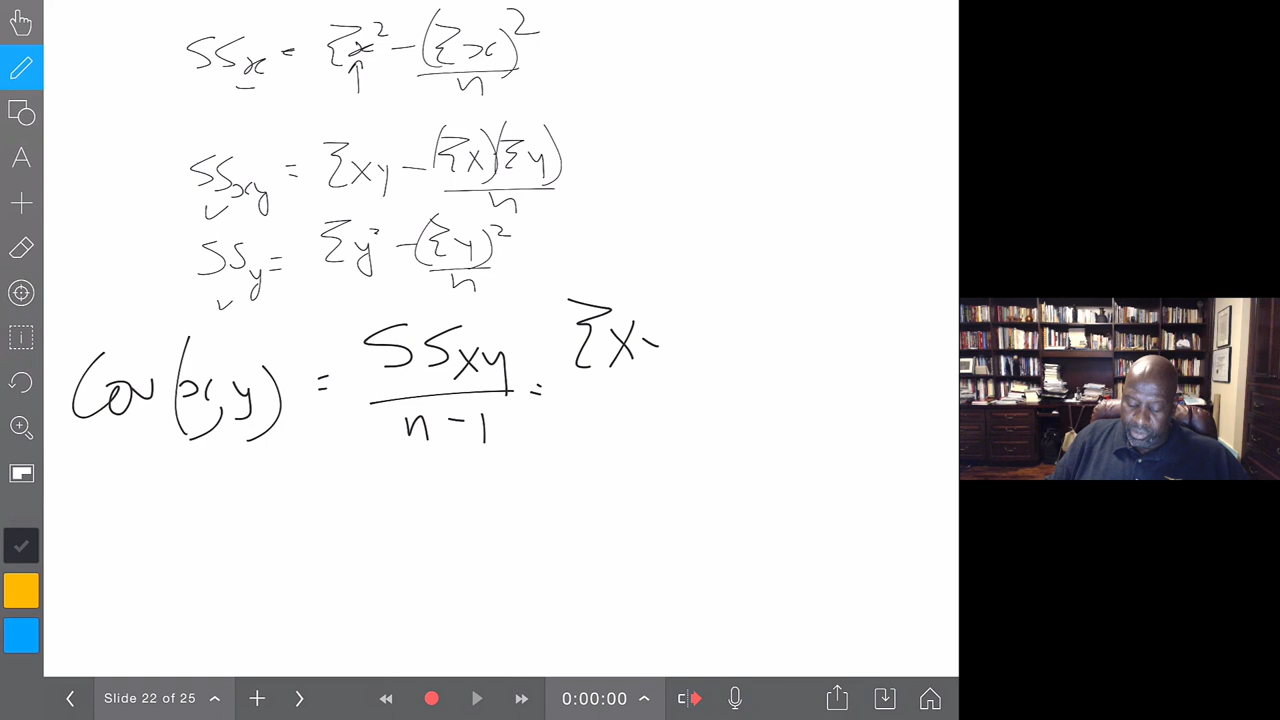 SSx = Σx² - (Σx)²/n
SSxy = Σxy - (Σx)(Σy)/n
SSy = Σy² - (Σy)²/n
Cov(x,y) = SSxy/n-1 = Σx
A
Slide 22 of 25
0:00:00